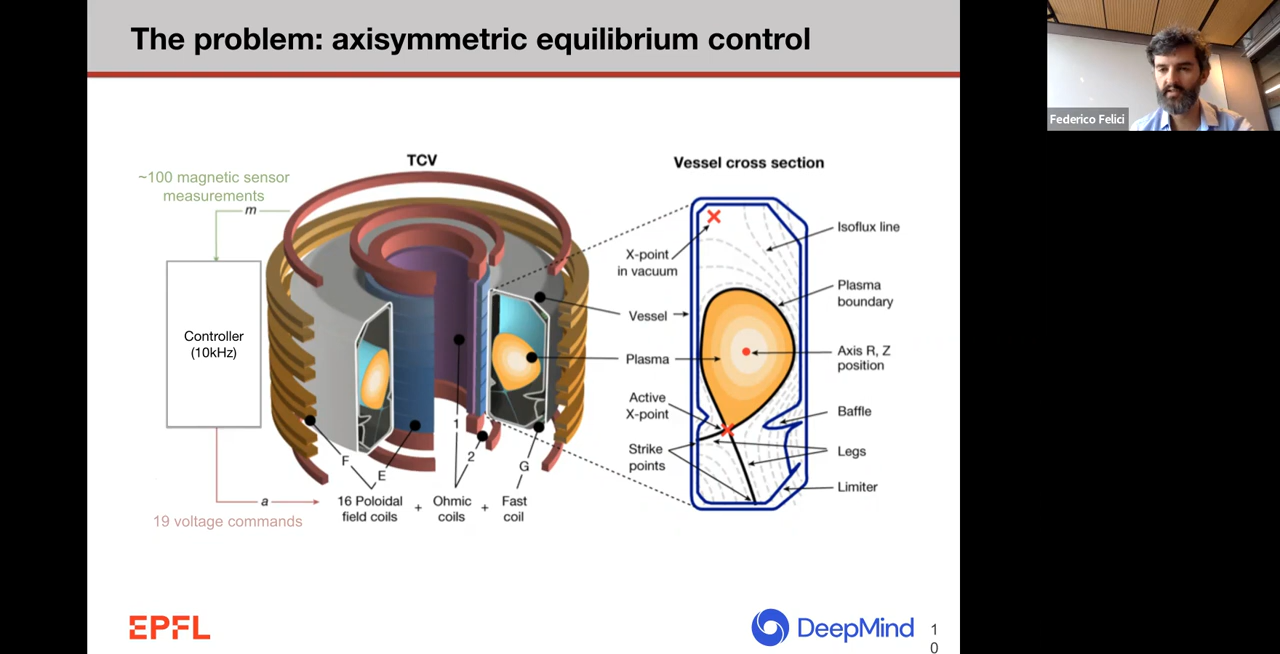 The problem: axisymmetric equilibrium control
Federico Felici
TCV
Vessel cross section
~100 magnetic sensor
measurements
m
Controller
(10kHz)
a
19 voltage commands
F
E
1
2
G
16 Poloidal
field coils
+
Ohmic
coils
+
Fast
coil
X-point
in vacuum
Vessel
Plasma
Active
X-point
Strike
points
Isoflux line
Plasma
boundary
Axis R, Z
position
Baffle
Legs
Limiter
EPFL
DeepMind
1
0